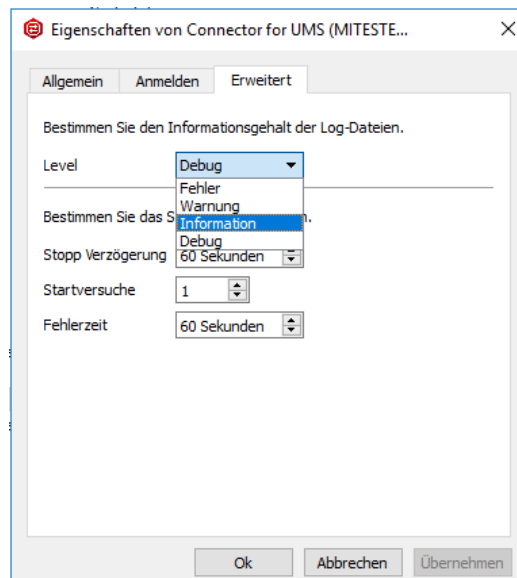 Eigenschaften von Connector for UMS (MITESTE...
Allgemein Anmelden Erweitert
Bestimmen Sie den Informationsgehalt der Log-Dateien.
Level Debug
Fehler
Warnung
Bestimmen Sie das S n.
Information
Debug
Stopp Verzögerung 60 Sekunden
Startversuche 1
Fehlerzeit 60 Sekunden
Ok Abbrechen Übernehmen